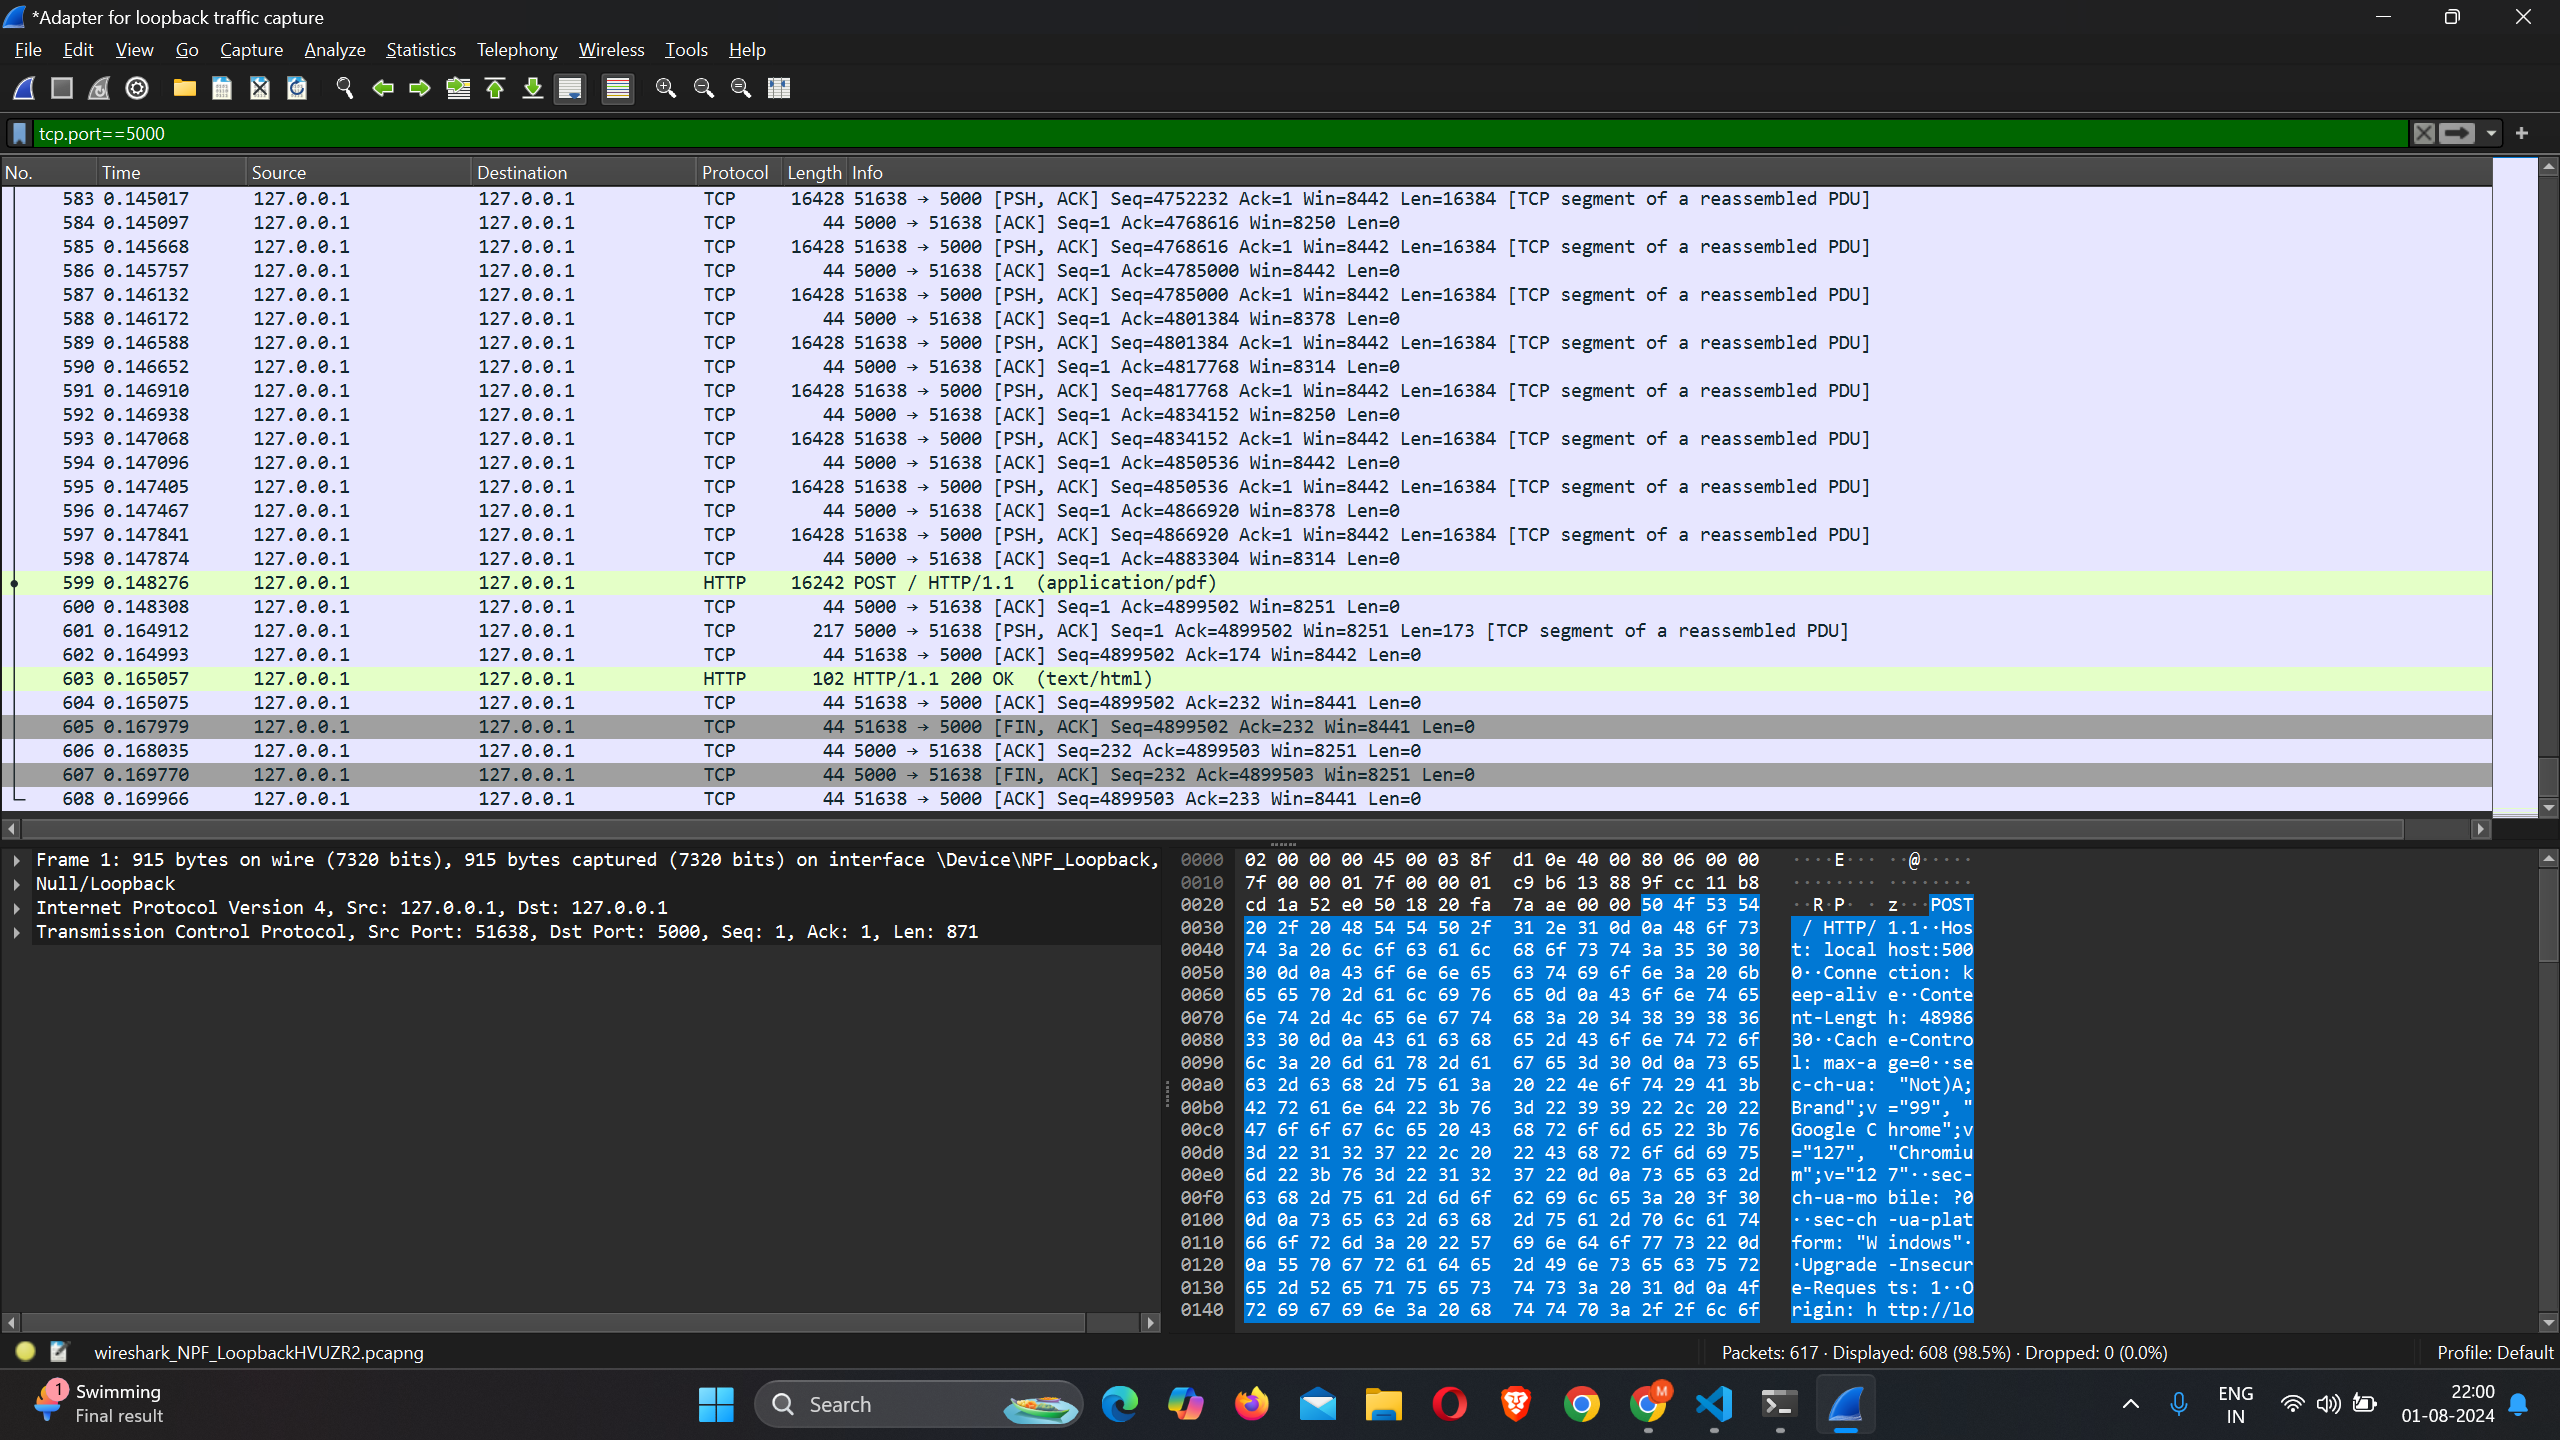 *Adapter for loopback traffic capture
File Edit View Go Capture Analyze Statistics Telephony Wireless Tools Help
tcp.port==5000
No. Time Source Destination Protocol Length Info
583 0.145017 127.0.0.1 127.0.0.1 TCP 16428 51638 → 5000 [PSH, ACK] Seq=4752232 Ack=1 Win=8442 Len=16384 [TCP segment of a reassembled PDU]
584 0.145097 127.0.0.1 127.0.0.1 TCP 44 5000 → 51638 [ACK] Seq=1 Ack=4768616 Win=8250 Len=0
585 0.145668 127.0.0.1 127.0.0.1 TCP 16428 51638 → 5000 [PSH, ACK] Seq=4768616 Ack=1 Win=8442 Len=16384 [TCP segment of a reassembled PDU]
586 0.145757 127.0.0.1 127.0.0.1 TCP 44 5000 → 51638 [ACK] Seq=1 Ack=4785000 Win=8442 Len=0
587 0.146132 127.0.0.1 127.0.0.1 TCP 16428 51638 → 5000 [PSH, ACK] Seq=4785000 Ack=1 Win=8442 Len=16384 [TCP segment of a reassembled PDU]
588 0.146172 127.0.0.1 127.0.0.1 TCP 44 5000 → 51638 [ACK] Seq=1 Ack=4801384 Win=8378 Len=0
589 0.146588 127.0.0.1 127.0.0.1 TCP 16428 51638 → 5000 [PSH, ACK] Seq=4801384 Ack=1 Win=8442 Len=16384 [TCP segment of a reassembled PDU]
590 0.146652 127.0.0.1 127.0.0.1 TCP 44 5000 → 51638 [ACK] Seq=1 Ack=4817768 Win=8314 Len=0
591 0.146910 127.0.0.1 127.0.0.1 TCP 16428 51638 → 5000 [PSH, ACK] Seq=4817768 Ack=1 Win=8442 Len=16384 [TCP segment of a reassembled PDU]
592 0.146938 127.0.0.1 127.0.0.1 TCP 44 5000 → 51638 [ACK] Seq=1 Ack=4834152 Win=8250 Len=0
593 0.147068 127.0.0.1 127.0.0.1 TCP 16428 51638 → 5000 [PSH, ACK] Seq=4834152 Ack=1 Win=8442 Len=16384 [TCP segment of a reassembled PDU]
594 0.147096 127.0.0.1 127.0.0.1 TCP 44 5000 → 51638 [ACK] Seq=1 Ack=4850536 Win=8442 Len=0
595 0.147405 127.0.0.1 127.0.0.1 TCP 16428 51638 → 5000 [PSH, ACK] Seq=4850536 Ack=1 Win=8442 Len=16384 [TCP segment of a reassembled PDU]
596 0.147467 127.0.0.1 127.0.0.1 TCP 44 5000 → 51638 [ACK] Seq=1 Ack=4866920 Win=8378 Len=0
597 0.147841 127.0.0.1 127.0.0.1 TCP 16428 51638 → 5000 [PSH, ACK] Seq=4866920 Ack=1 Win=8442 Len=16384 [TCP segment of a reassembled PDU]
598 0.147874 127.0.0.1 127.0.0.1 TCP 44 5000 → 51638 [ACK] Seq=1 Ack=4883304 Win=8314 Len=0
599 0.148276 127.0.0.1 127.0.0.1 HTTP 16242 POST / HTTP/1.1 (application/pdf)
600 0.148308 127.0.0.1 127.0.0.1 TCP 44 5000 → 51638 [ACK] Seq=1 Ack=4899502 Win=8251 Len=0
601 0.164912 127.0.0.1 127.0.0.1 TCP 217 5000 → 51638 [PSH, ACK] Seq=1 Ack=4899502 Win=8251 Len=173 [TCP segment of a reassembled PDU]
602 0.164993 127.0.0.1 127.0.0.1 TCP 44 51638 → 5000 [ACK] Seq=4899502 Ack=174 Win=8442 Len=0
603 0.165057 127.0.0.1 127.0.0.1 HTTP 102 HTTP/1.1 200 OK (text/html)
604 0.165075 127.0.0.1 127.0.0.1 TCP 44 51638 → 5000 [ACK] Seq=4899502 Ack=232 Win=8441 Len=0
605 0.167979 127.0.0.1 127.0.0.1 TCP 44 51638 → 5000 [FIN, ACK] Seq=4899502 Ack=232 Win=8441 Len=0
606 0.168035 127.0.0.1 127.0.0.1 TCP 44 5000 → 51638 [ACK] Seq=232 Ack=4899503 Win=8251 Len=0
607 0.169770 127.0.0.1 127.0.0.1 TCP 44 5000 → 51638 [FIN, ACK] Seq=232 Ack=4899503 Win=8251 Len=0
608 0.169966 127.0.0.1 127.0.0.1 TCP 44 51638 → 5000 [ACK] Seq=4899503 Ack=233 Win=8441 Len=0
Frame 1: 915 bytes on wire (7320 bits), 915 bytes captured (7320 bits) on interface \Device\NPF_Loopback,
Null/Loopback
Internet Protocol Version 4, Src: 127.0.0.1, Dst: 127.0.0.1
Transmission Control Protocol, Src Port: 51638, Dst Port: 5000, Seq: 1, Ack: 1, Len: 871
0000 02 00 00 00 45 00 03 8f d1 0e 40 00 80 06 00 00 ····E··· ··@·····
0010 7f 00 00 01 7f 00 00 01 c9 b6 13 88 9f cc 11 b8 ········ ········
0020 cd 1a 52 e0 50 18 20 fa 7a ae 00 00 50 4f 53 54 ··R·P· · z···POST
0030 20 2f 20 48 54 54 50 2f 31 2e 31 0d 0a 48 6f 73 / HTTP/ 1.1··Hos
0040 74 3a 20 6c 6f 63 61 6c 68 6f 73 74 3a 35 30 30 t: local host:500
0050 30 0d 0a 43 6f 6e 6e 65 63 74 69 6f 6e 3a 20 6b 0··Conne ction: k
0060 65 65 70 2d 61 6c 69 76 65 0d 0a 43 6f 6e 74 65 eep-aliv e··Conte
0070 6e 74 2d 4c 65 6e 67 74 68 3a 20 34 38 39 38 36 nt-Lengt h: 48986
0080 33 30 0d 0a 43 61 63 68 65 2d 43 6f 6e 74 72 6f 30··Cach e-Contro
0090 6c 3a 20 6d 61 78 2d 61 67 65 3d 30 0d 0a 73 65 l: max-a ge=0··se
00a0 63 2d 63 68 2d 75 61 3a 20 22 4e 6f 74 29 41 3b c-ch-ua: "Not)A;
00b0 42 72 61 6e 64 22 3b 76 3d 22 39 39 22 2c 20 22 Brand";v ="99", "
00c0 47 6f 6f 67 6c 65 20 43 68 72 6f 6d 65 22 3b 76 Google C hrome";v
00d0 3d 22 31 32 37 22 2c 20 22 43 68 72 6f 6d 69 75 ="127", "Chromiu
00e0 6d 22 3b 76 3d 22 31 32 37 22 0d 0a 73 65 63 2d m";v="12 7"··sec-
00f0 63 68 2d 75 61 2d 6d 6f 62 69 6c 65 3a 20 3f 30 ch-ua-mo bile: ?0
0100 0d 0a 73 65 63 2d 63 68 2d 75 61 2d 70 6c 61 74 ··sec-ch -ua-plat
0110 66 6f 72 6d 3a 20 22 57 69 6e 64 6f 77 73 22 0d form: "W indows"·
0120 0a 55 70 67 72 61 64 65 2d 49 6e 73 65 63 75 72 ·Upgrade -Insecur
0130 65 2d 52 65 71 75 65 73 74 73 3a 20 31 0d 0a 4f e-Reques ts: 1··O
0140 72 69 67 69 6e 3a 20 68 74 74 70 3a 2f 2f 6c 6f rigin: h ttp://lo
wireshark_NPF_LoopbackHVUZR2.pcapng
Packets: 617 · Displayed: 608 (98.5%) · Dropped: 0 (0.0%)
Profile: Default
1
Swimming
Final result
Search
M
ENG
IN
22:00
01-08-2024